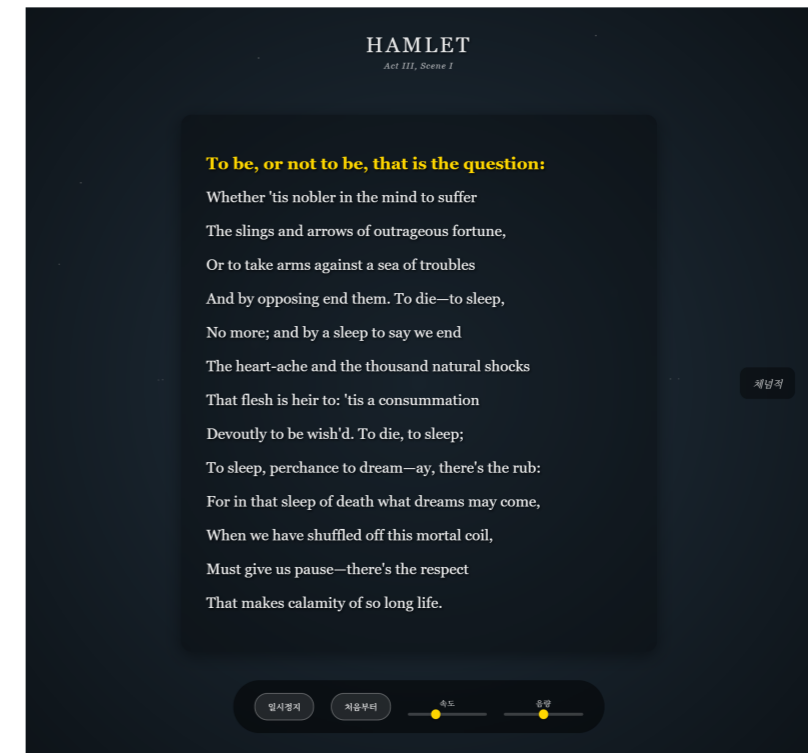 HAMLET
Act III, Scene I
To be, or not to be, that is the question:
Whether 'tis nobler in the mind to suffer
The slings and arrows of outrageous fortune,
Or to take arms against a sea of troubles
And by opposing end them. To die—to sleep,
No more; and by a sleep to say we end
The heart-ache and the thousand natural shocks
That flesh is heir to: 'tis a consummation
Devoutly to be wish'd. To die, to sleep;
To sleep, perchance to dream—ay, there's the rub:
For in that sleep of death what dreams may come,
When we have shuffled off this mortal coil,
Must give us pause—there's the respect
That makes calamity of so long life.
체념적
일시정지 처음부터 속도 음량